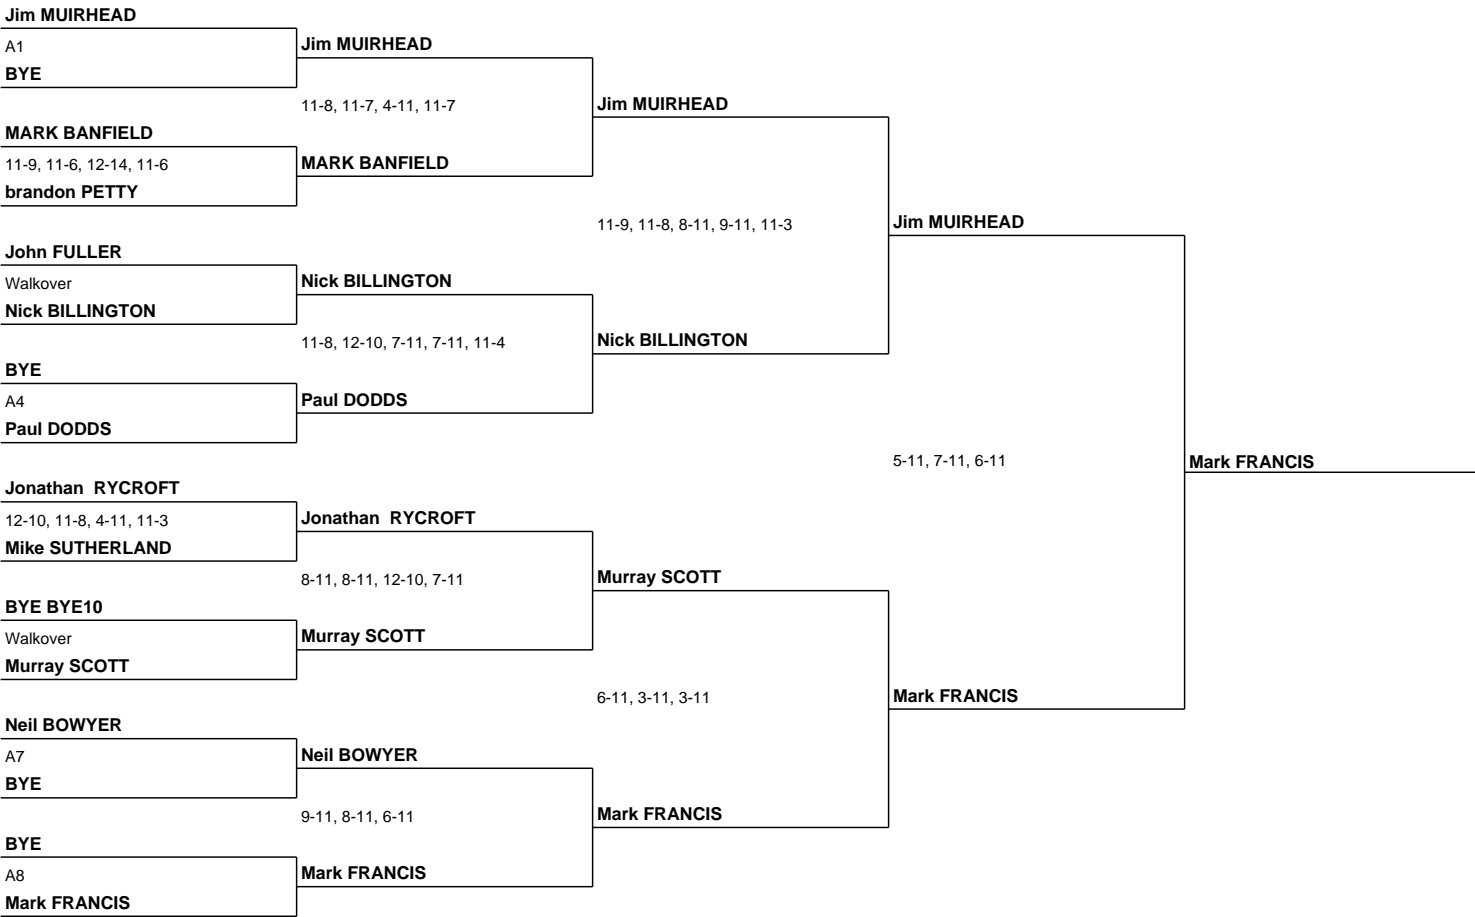 Jim MUIRHEAD
A1
BYE
MARK BANFIELD
11-9, 11-6, 12-14, 11-6
brandon PETTY
John FULLER
Walkover
Nick BILLINGTON
BYE
A4
Paul DODDS
Jonathan  RYCROFT
12-10, 11-8, 4-11, 11-3
Mike SUTHERLAND
BYE BYE10
Walkover
Murray SCOTT
Neil BOWYER
A7
BYE
BYE
A8
Mark FRANCIS
Jim MUIRHEAD
11-8, 11-7, 4-11, 11-7
MARK BANFIELD
Nick BILLINGTON
11-8, 12-10, 7-11, 7-11, 11-4
Paul DODDS
Jonathan  RYCROFT
8-11, 8-11, 12-10, 7-11
Murray SCOTT
Neil BOWYER
9-11, 8-11, 6-11
Mark FRANCIS
Jim MUIRHEAD
11-9, 11-8, 8-11, 9-11, 11-3
Nick BILLINGTON
Murray SCOTT
6-11, 3-11, 3-11
Mark FRANCIS
Jim MUIRHEAD
5-11, 7-11, 6-11
Mark FRANCIS
Mark FRANCIS